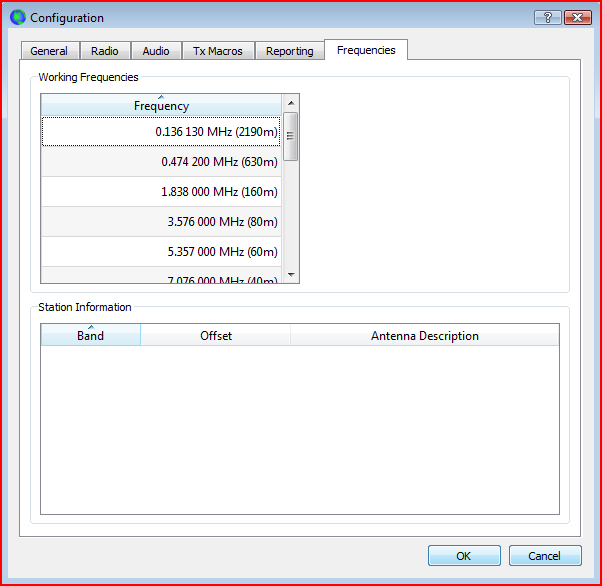 Configuration
General Radio Audio Tx Macros Reporting Frequencies
Working Frequencies
Frequency
0.136 130 MHz (2190m)
0.474 200 MHz (630m)
1.838 000 MHz (160m)
3.576 000 MHz (80m)
5.357 000 MHz (60m)
7.076 000 MHz (40m)
Station Information
Band Offset Antenna Description
OK Cancel